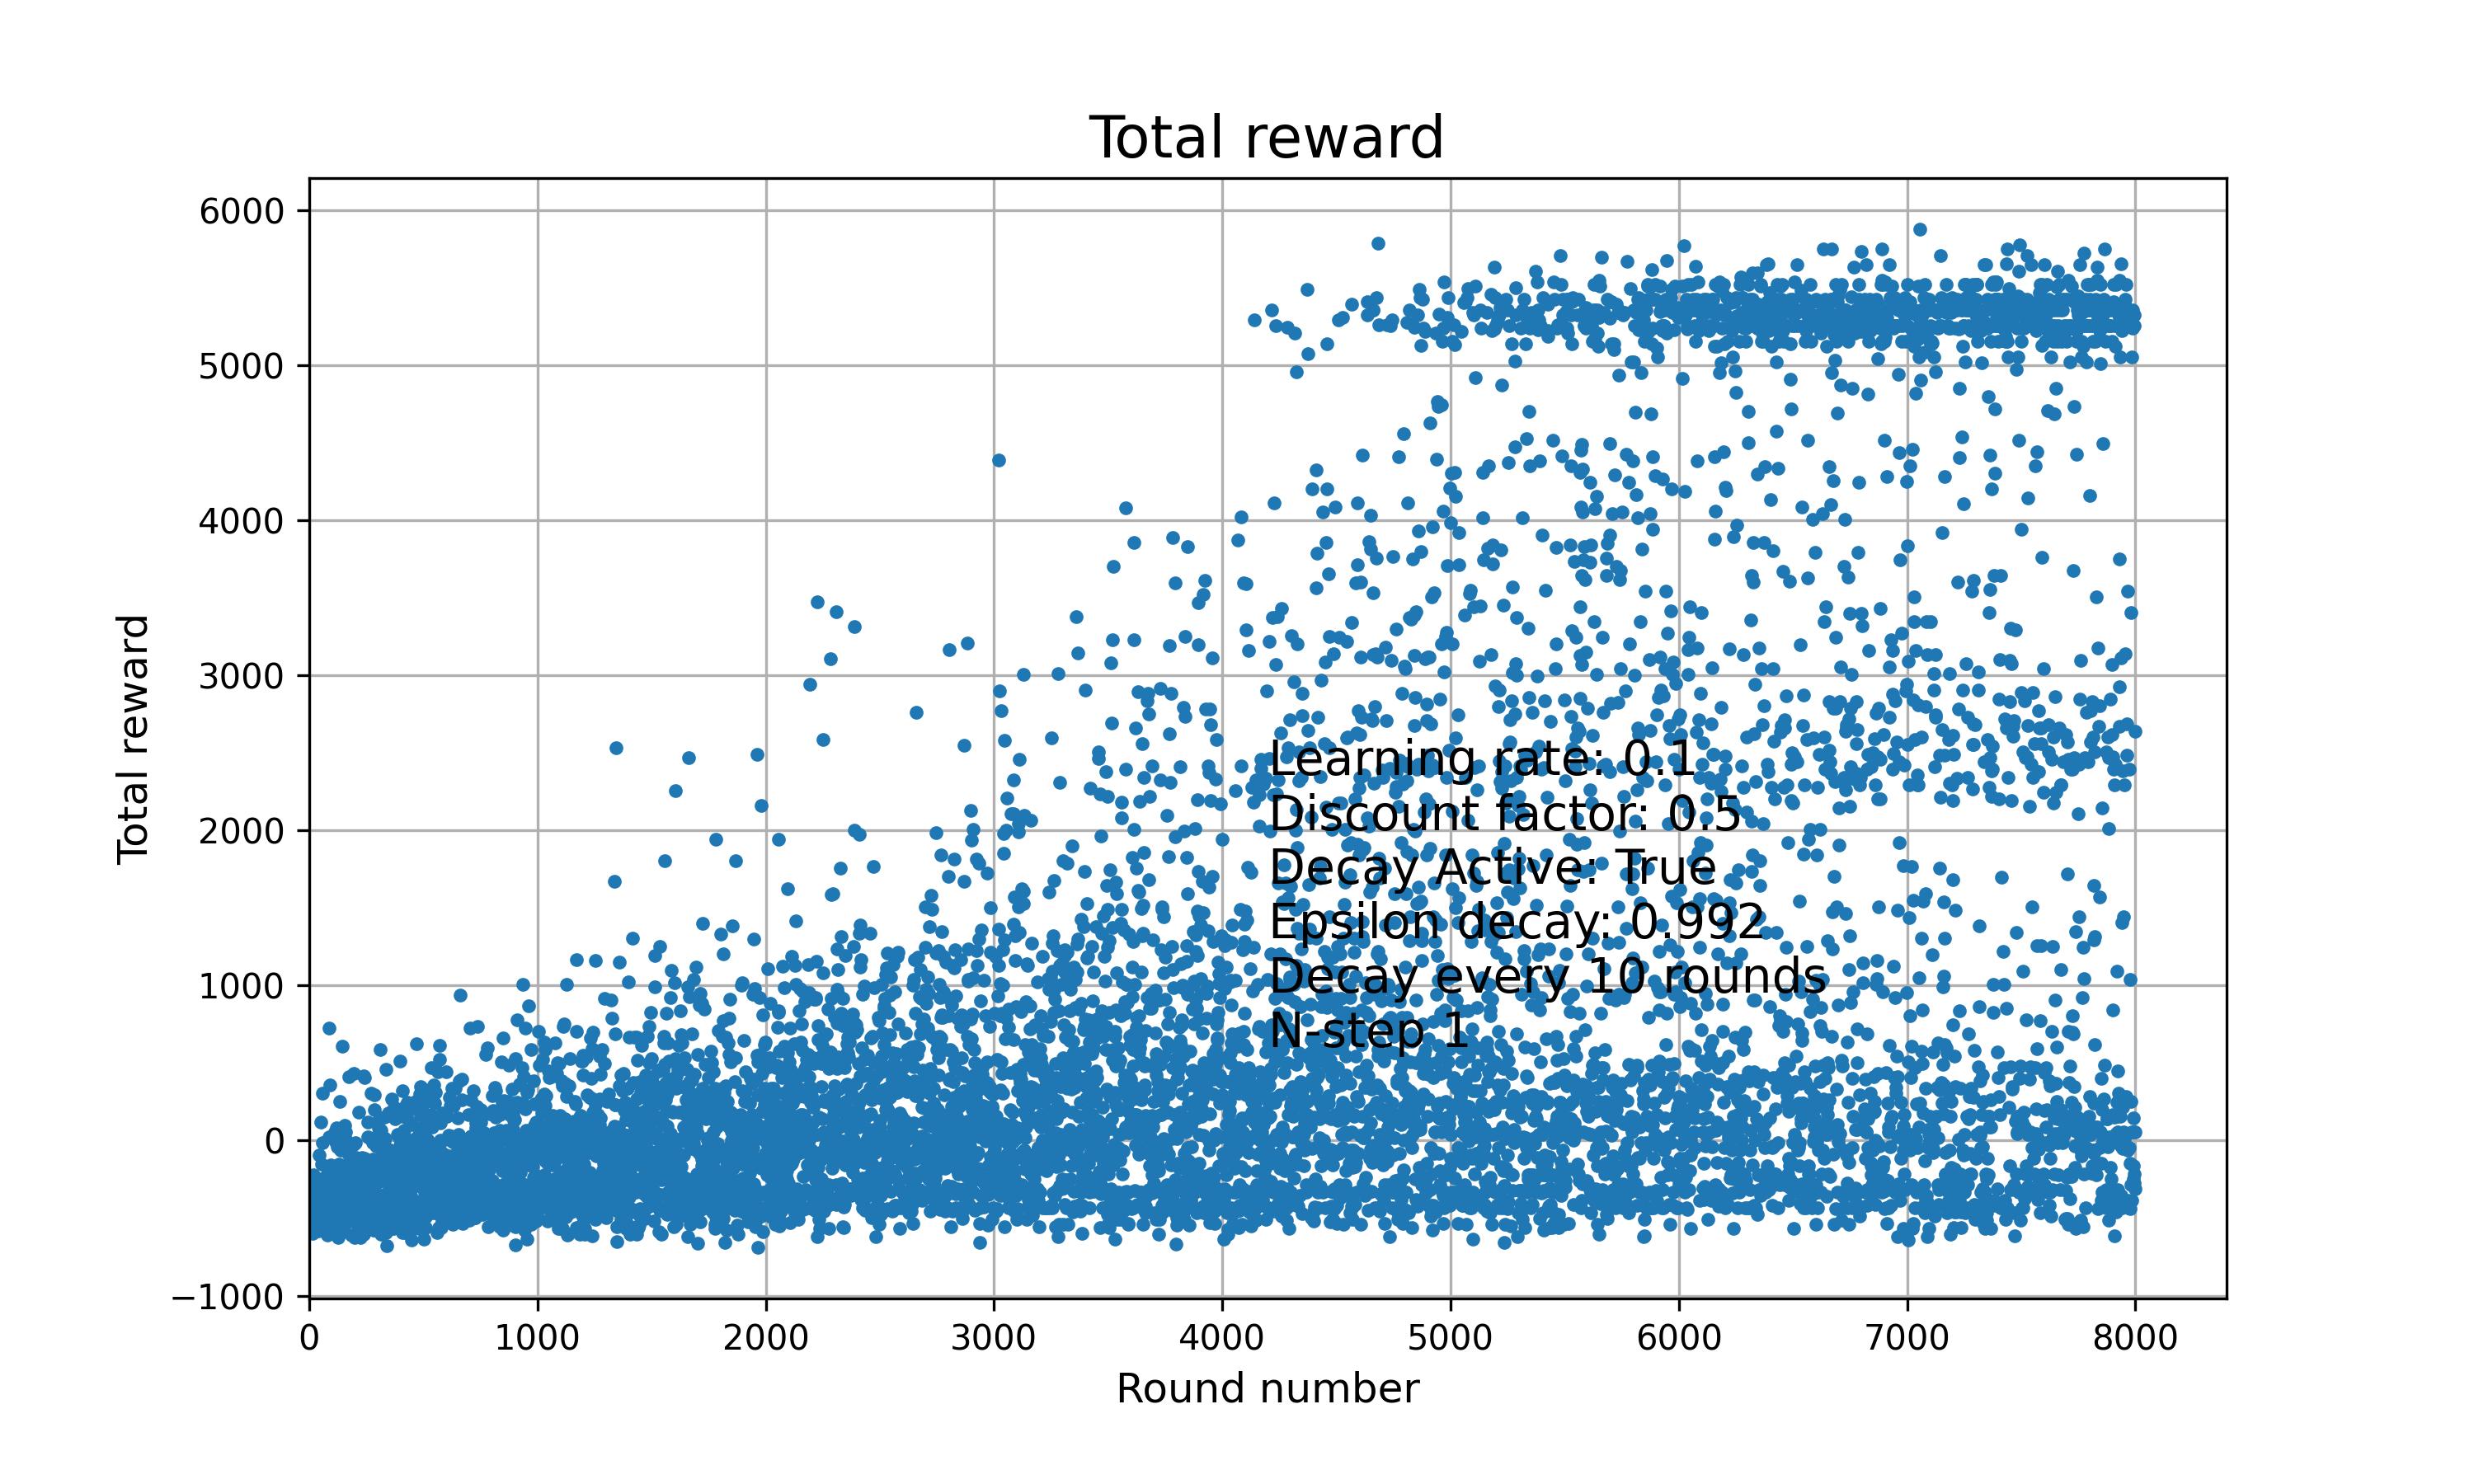 Total reward
6000
5000
4000
3000
2000
1000
0
−1000
Total reward
Learning rate: 0.1
Discount factor: 0.5
Decay Active: True
Epsilon decay: 0.992
Decay every 10 rounds
N-step 1
0 1000 2000 3000 4000 5000 6000 7000 8000
Round number